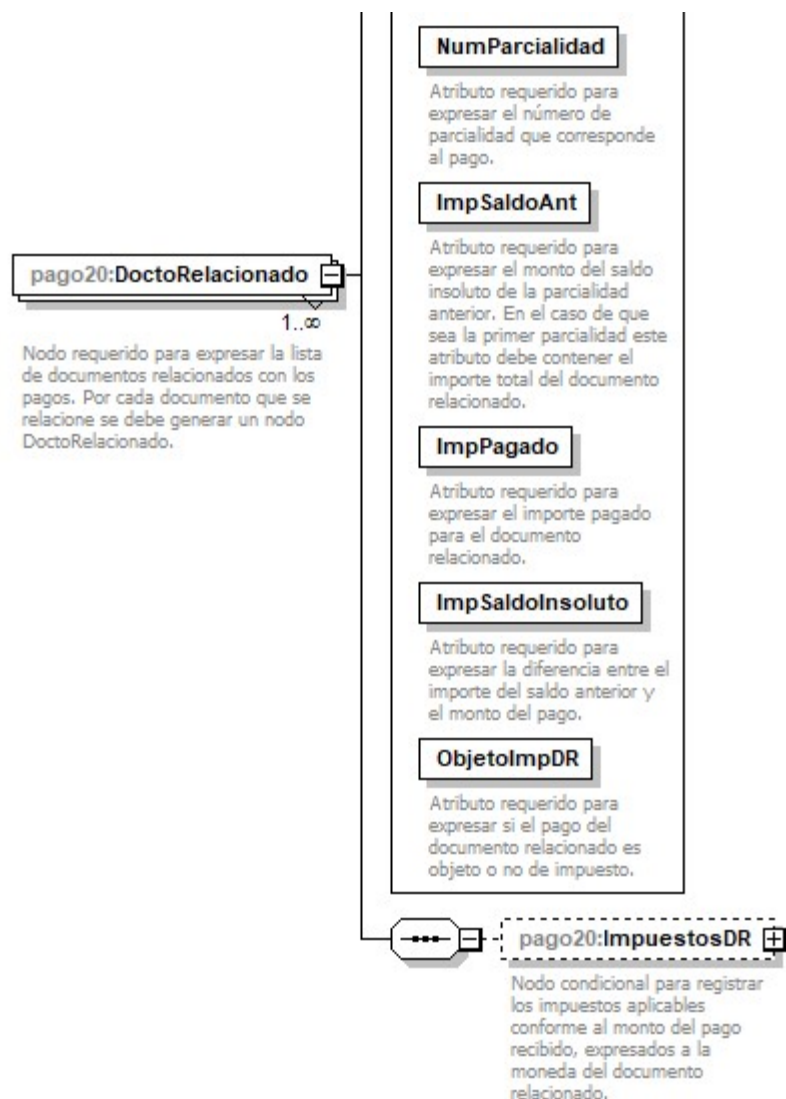 NumParcialidad
Atributo requerido para
expresar el número de
parcialidad que corresponde
al pago.
ImpSaldoAnt
Atributo requerido para
expresar el monto del saldo
insoluto de la parcialidad
anterior. En el caso de que
sea la primer parcialidad este
atributo debe contener el
importe total del documento
relacionado.
pago20:DoctoRelacionado
1..∞
Nodo requerido para expresar la lista
de documentos relacionados con los
pagos. Por cada documento que se
relacione se debe generar un nodo
DoctoRelacionado.
ImpPagado
Atributo requerido para
expresar el importe pagado
para el documento
relacionado.
ImpSaldoInsoluto
Atributo requerido para
expresar la diferencia entre el
importe del saldo anterior y
el monto del pago.
ObjetoImpDR
Atributo requerido para
expresar si el pago del
documento relacionado es
objeto o no de impuesto.
pago20:ImpuestosDR
Nodo condicional para registrar
los impuestos aplicables
conforme al monto del pago
recibido, expresados a la
moneda del documento
relacionado.